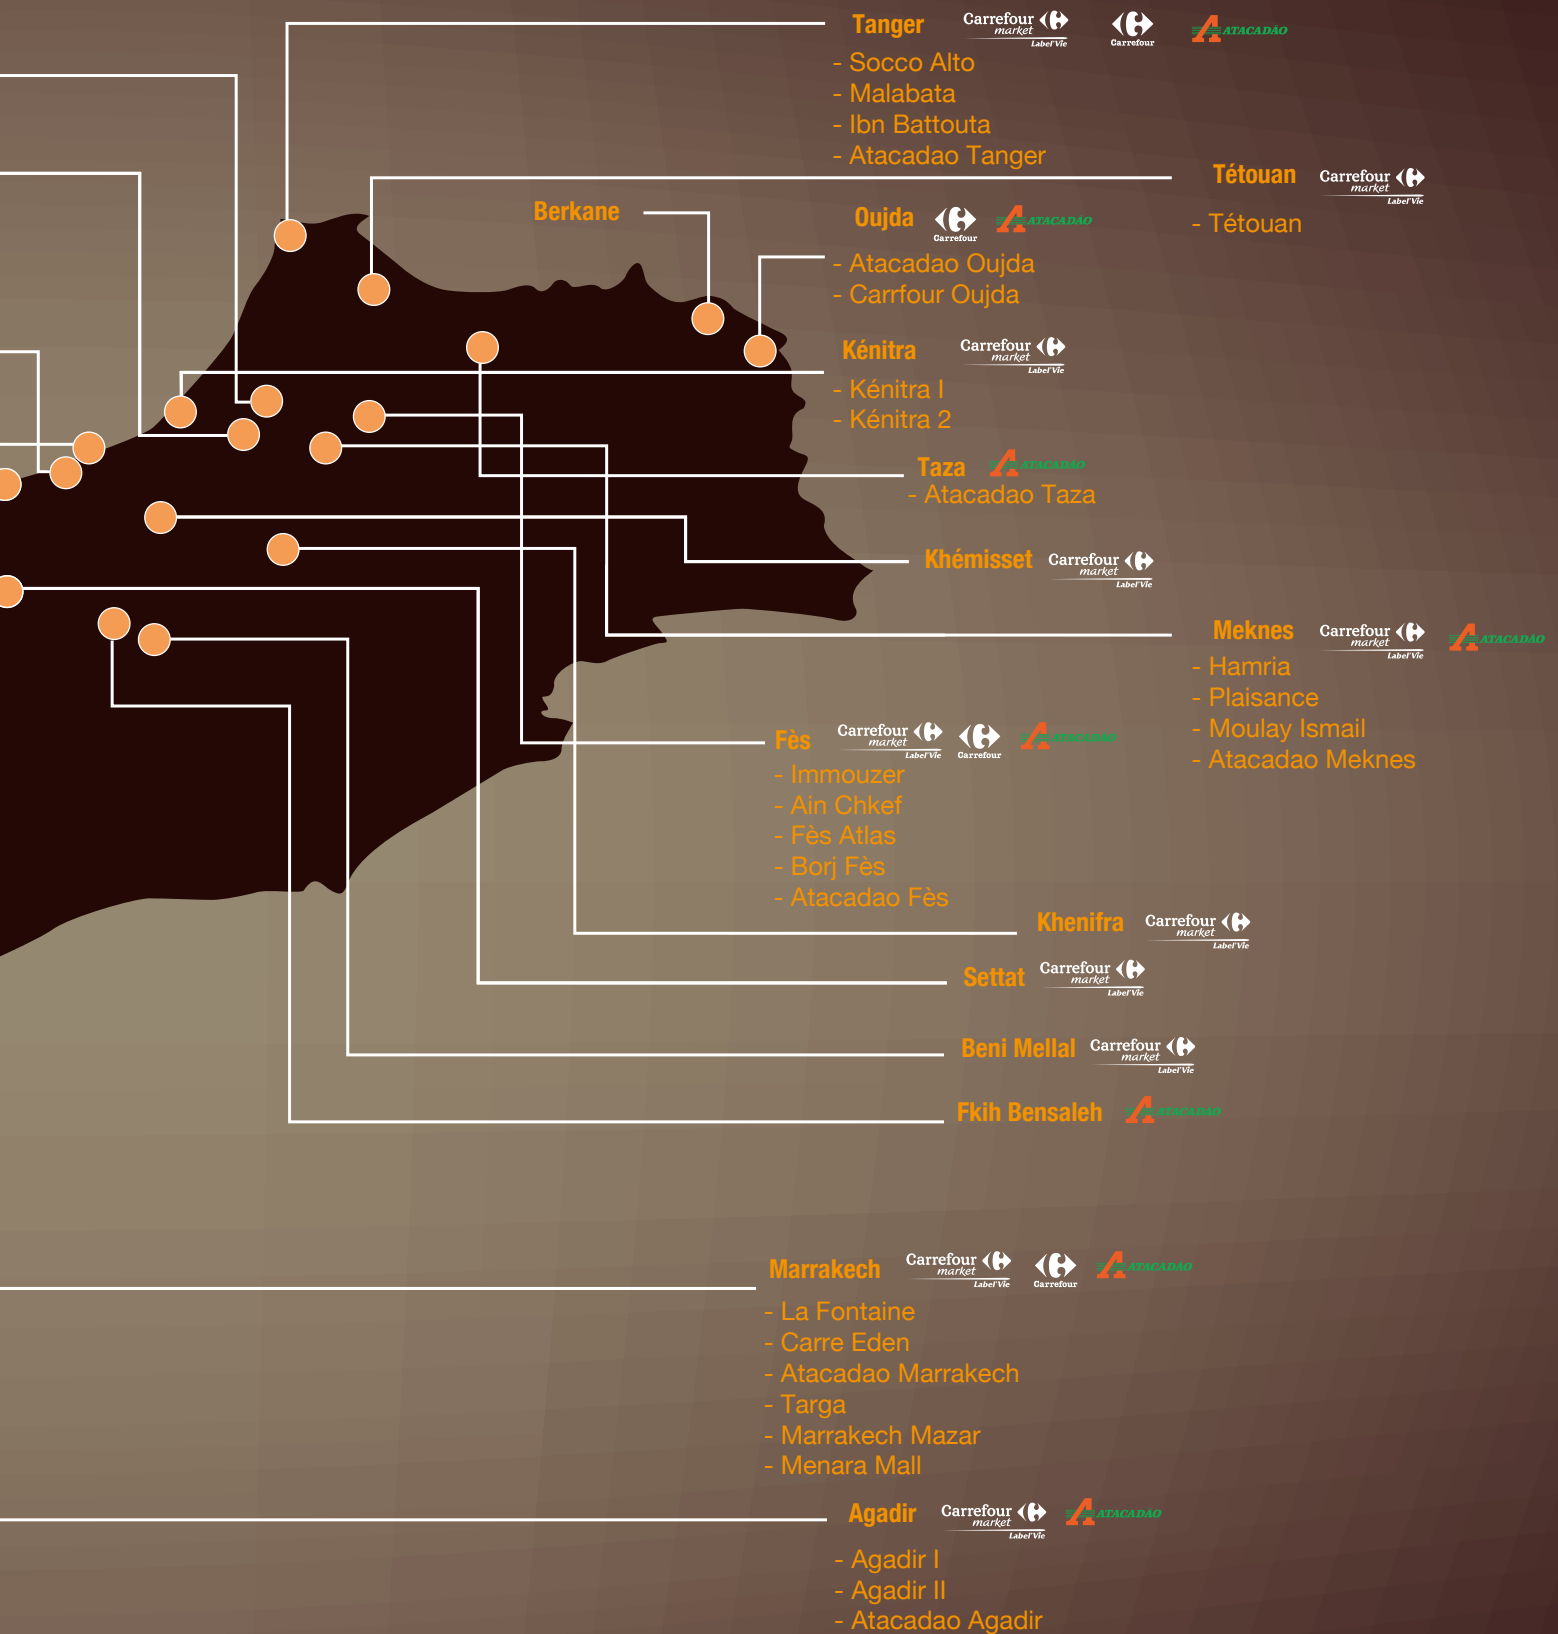 Tanger Carrefour market Label'Vie Carrefour ATACADÃO
- Socco Alto
- Malabata
- Ibn Battouta
- Atacadao Tanger
Tétouan Carrefour market Label'Vie
- Tétouan
Berkane
Oujda Carrefour ATACADÃO
- Atacadao Oujda
- Carrfour Oujda
Kénitra Carrefour market Label'Vie
- Kénitra I
- Kénitra 2
Taza ATACADÃO
- Atacadao Taza
Khémisset Carrefour market Label'Vie
Meknes Carrefour market Label'Vie ATACADÃO
- Hamria
- Plaisance
- Moulay Ismail
- Atacadao Meknes
Fès Carrefour market Label'Vie Carrefour ATACADÃO
- Immouzer
- Ain Chkef
- Fès Atlas
- Borj Fès
- Atacadao Fès
Khenifra Carrefour market Label'Vie
Settat Carrefour market Label'Vie
Beni Mellal Carrefour market Label'Vie
Fkih Bensaleh ATACADÃO
Marrakech Carrefour market Label'Vie Carrefour ATACADÃO
- La Fontaine
- Carre Eden
- Atacadao Marrakech
- Targa
- Marrakech Mazar
- Menara Mall
Agadir Carrefour market Label'Vie ATACADÃO
- Agadir I
- Agadir II
- Atacadao Agadir